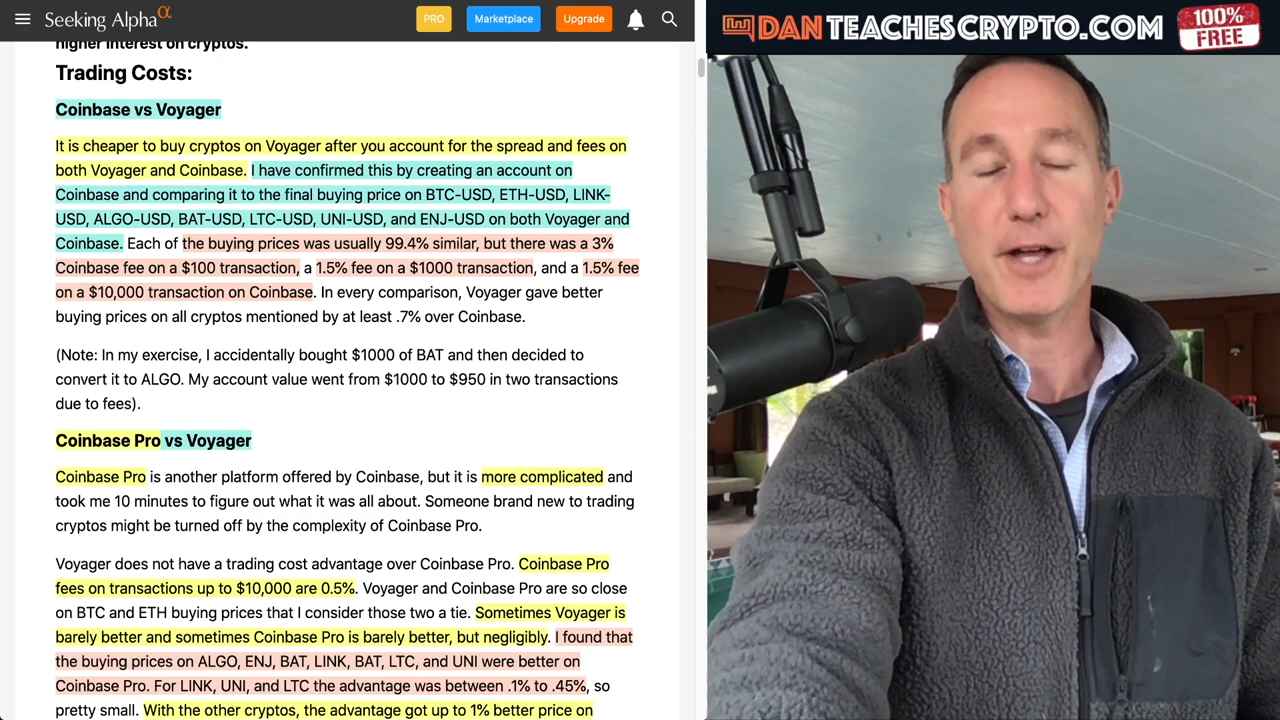 Seeking Alpha α
PRO
Marketplace
Upgrade
higher interest on cryptos.
Trading Costs:
Coinbase vs Voyager
It is cheaper to buy cryptos on Voyager after you account for the spread and fees on
both Voyager and Coinbase. I have confirmed this by creating an account on
Coinbase and comparing it to the final buying price on BTC-USD, ETH-USD, LINK-
USD, ALGO-USD, BAT-USD, LTC-USD, UNI-USD, and ENJ-USD on both Voyager and
Coinbase. Each of the buying prices was usually 99.4% similar, but there was a 3%
Coinbase fee on a $100 transaction, a 1.5% fee on a $1000 transaction, and a 1.5% fee
on a $10,000 transaction on Coinbase. In every comparison, Voyager gave better
buying prices on all cryptos mentioned by at least .7% over Coinbase.
(Note: In my exercise, I accidentally bought $1000 of BAT and then decided to
convert it to ALGO. My account value went from $1000 to $950 in two transactions
due to fees).
Coinbase Pro vs Voyager
Coinbase Pro is another platform offered by Coinbase, but it is more complicated and
took me 10 minutes to figure out what it was all about. Someone brand new to trading
cryptos might be turned off by the complexity of Coinbase Pro.
Voyager does not have a trading cost advantage over Coinbase Pro. Coinbase Pro
fees on transactions up to $10,000 are 0.5%. Voyager and Coinbase Pro are so close
on BTC and ETH buying prices that I consider those two a tie. Sometimes Voyager is
barely better and sometimes Coinbase Pro is barely better, but negligibly. I found that
the buying prices on ALGO, ENJ, BAT, LINK, BAT, LTC, and UNI were better on
Coinbase Pro. For LINK, UNI, and LTC the advantage was between .1% to .45%, so
pretty small. With the other cryptos, the advantage got up to 1% better price on
DANTEACHESCRYPTO.COM
100%
FREE